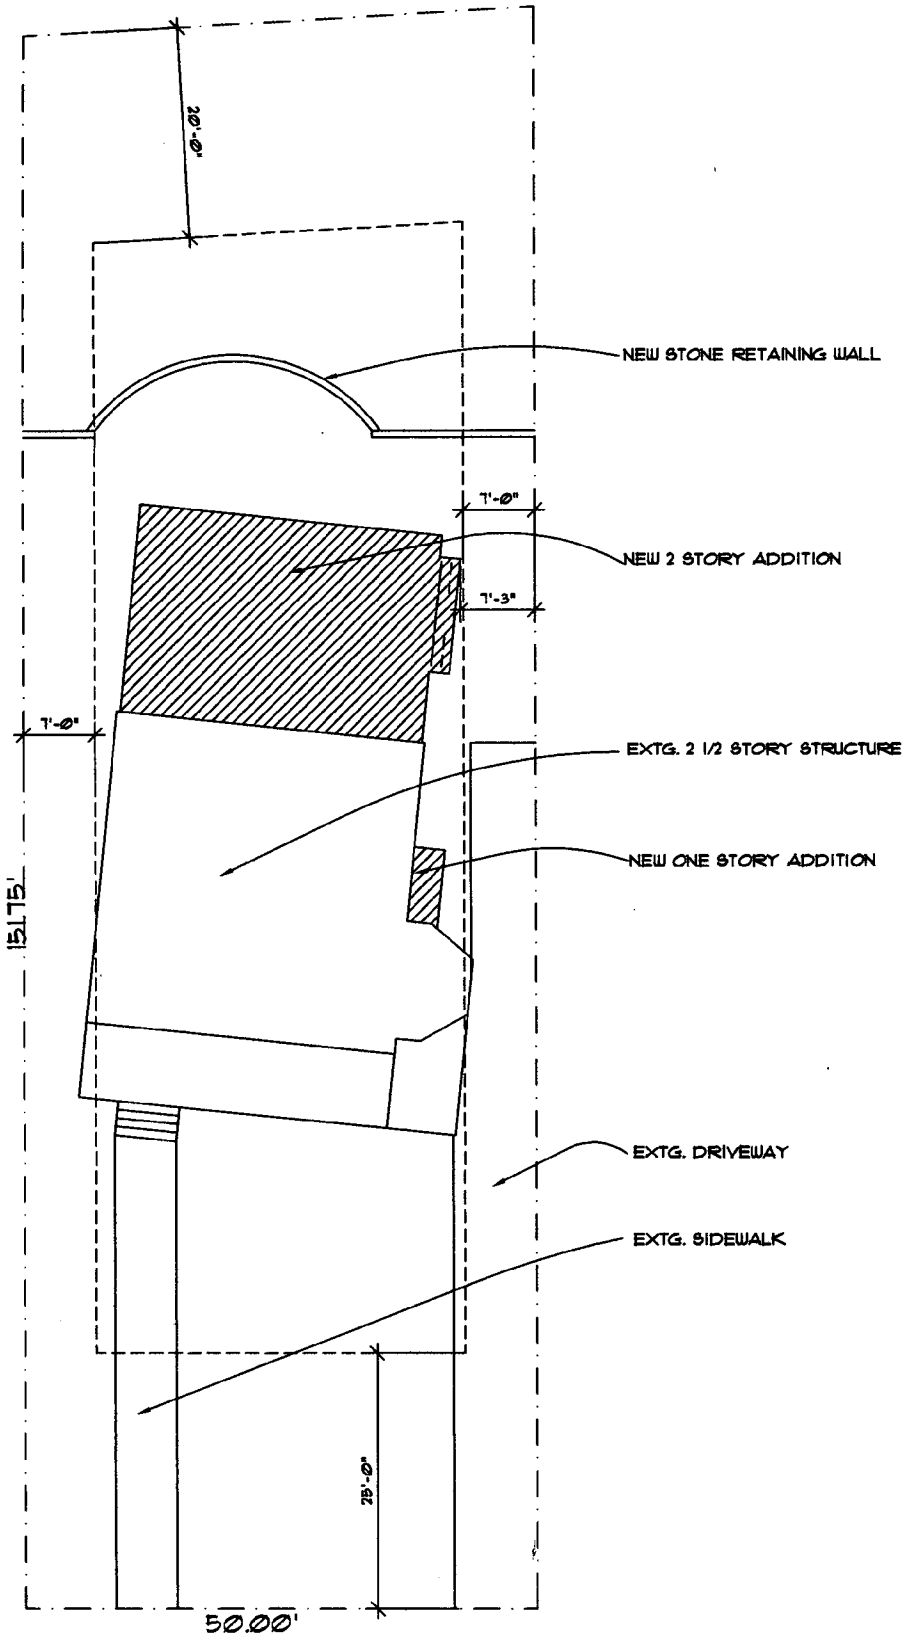 20'-0"
NEW STONE RETAINING WALL
7'-0"
NEW 2 STORY ADDITION
7'-3"
7'-0"
EXTG. 2 1/2 STORY STRUCTURE
NEW ONE STORY ADDITION
151.75'
EXTG. DRIVEWAY
EXTG. SIDEWALK
25'-0"
50.00'